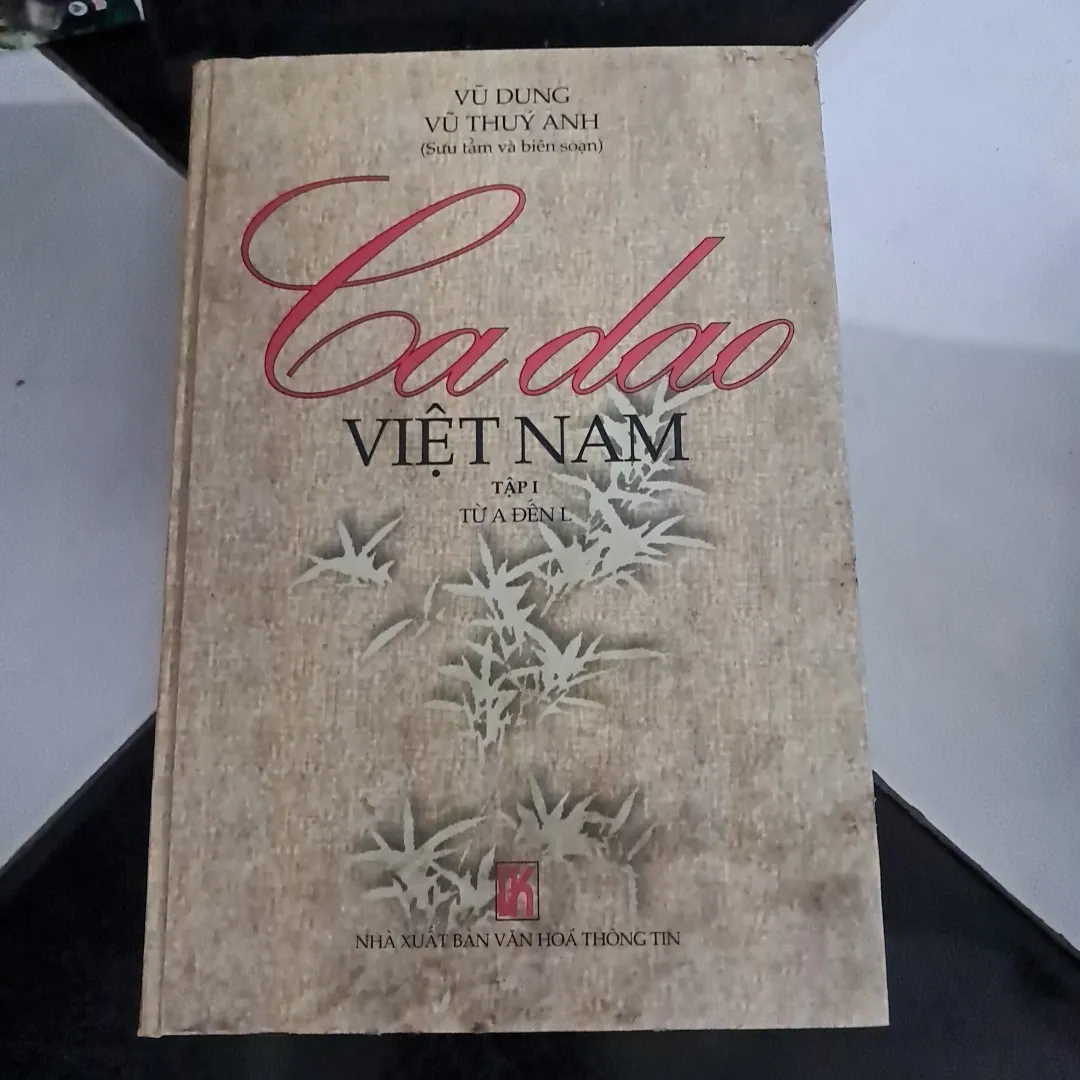 VŨ DUNG
VŨ THUÝ ANH
(Sưu tầm và biên soạn)
Ca dao
VIỆT NAM
TẬP I
TỪ A ĐẾN L
NHÀ XUẤT BẢN VĂN HOÁ THÔNG TIN